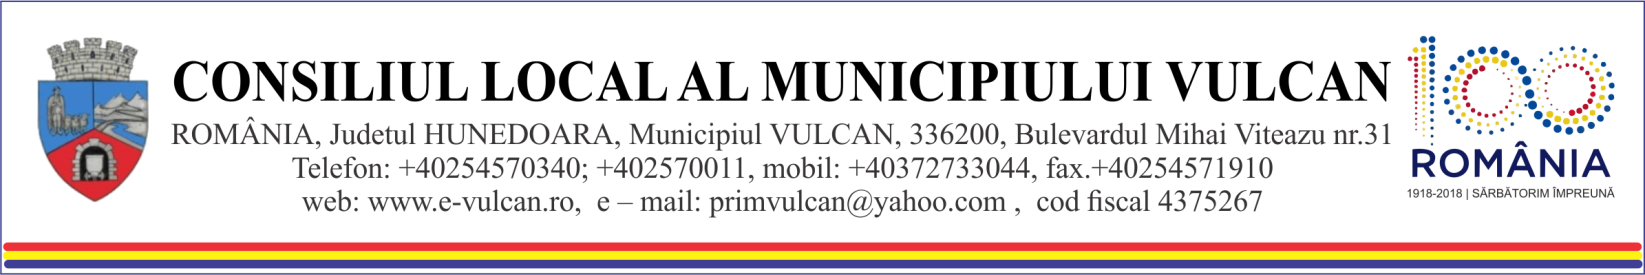 CONSILIUL LOCAL AL MUNICIPIULUI VULCAN
ROMÂNIA, Judetul HUNEDOARA, Municipiul VULCAN, 336200, Bulevardul Mihai Viteazu nr.31
Telefon: +40254570340; +402570011, mobil: +40372733044, fax.+40254571910
web: www.e-vulcan.ro, e – mail: primvulcan@yahoo.com , cod fiscal 4375267
100
ROMÂNIA
1918-2018 | SĂRBĂTORIM ÎMPREUNĂ